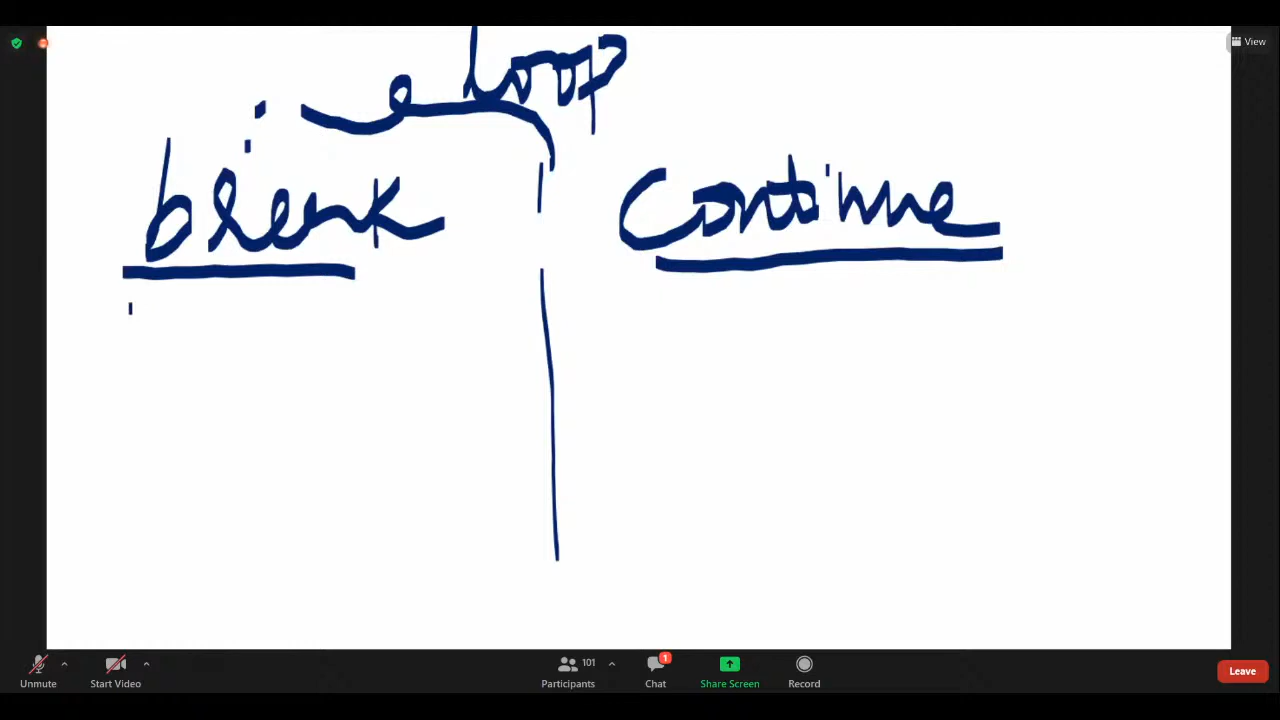 View
loop
break
continue
Unmute
Start Video
Participants
101
Chat
1
Share Screen
Record
Leave